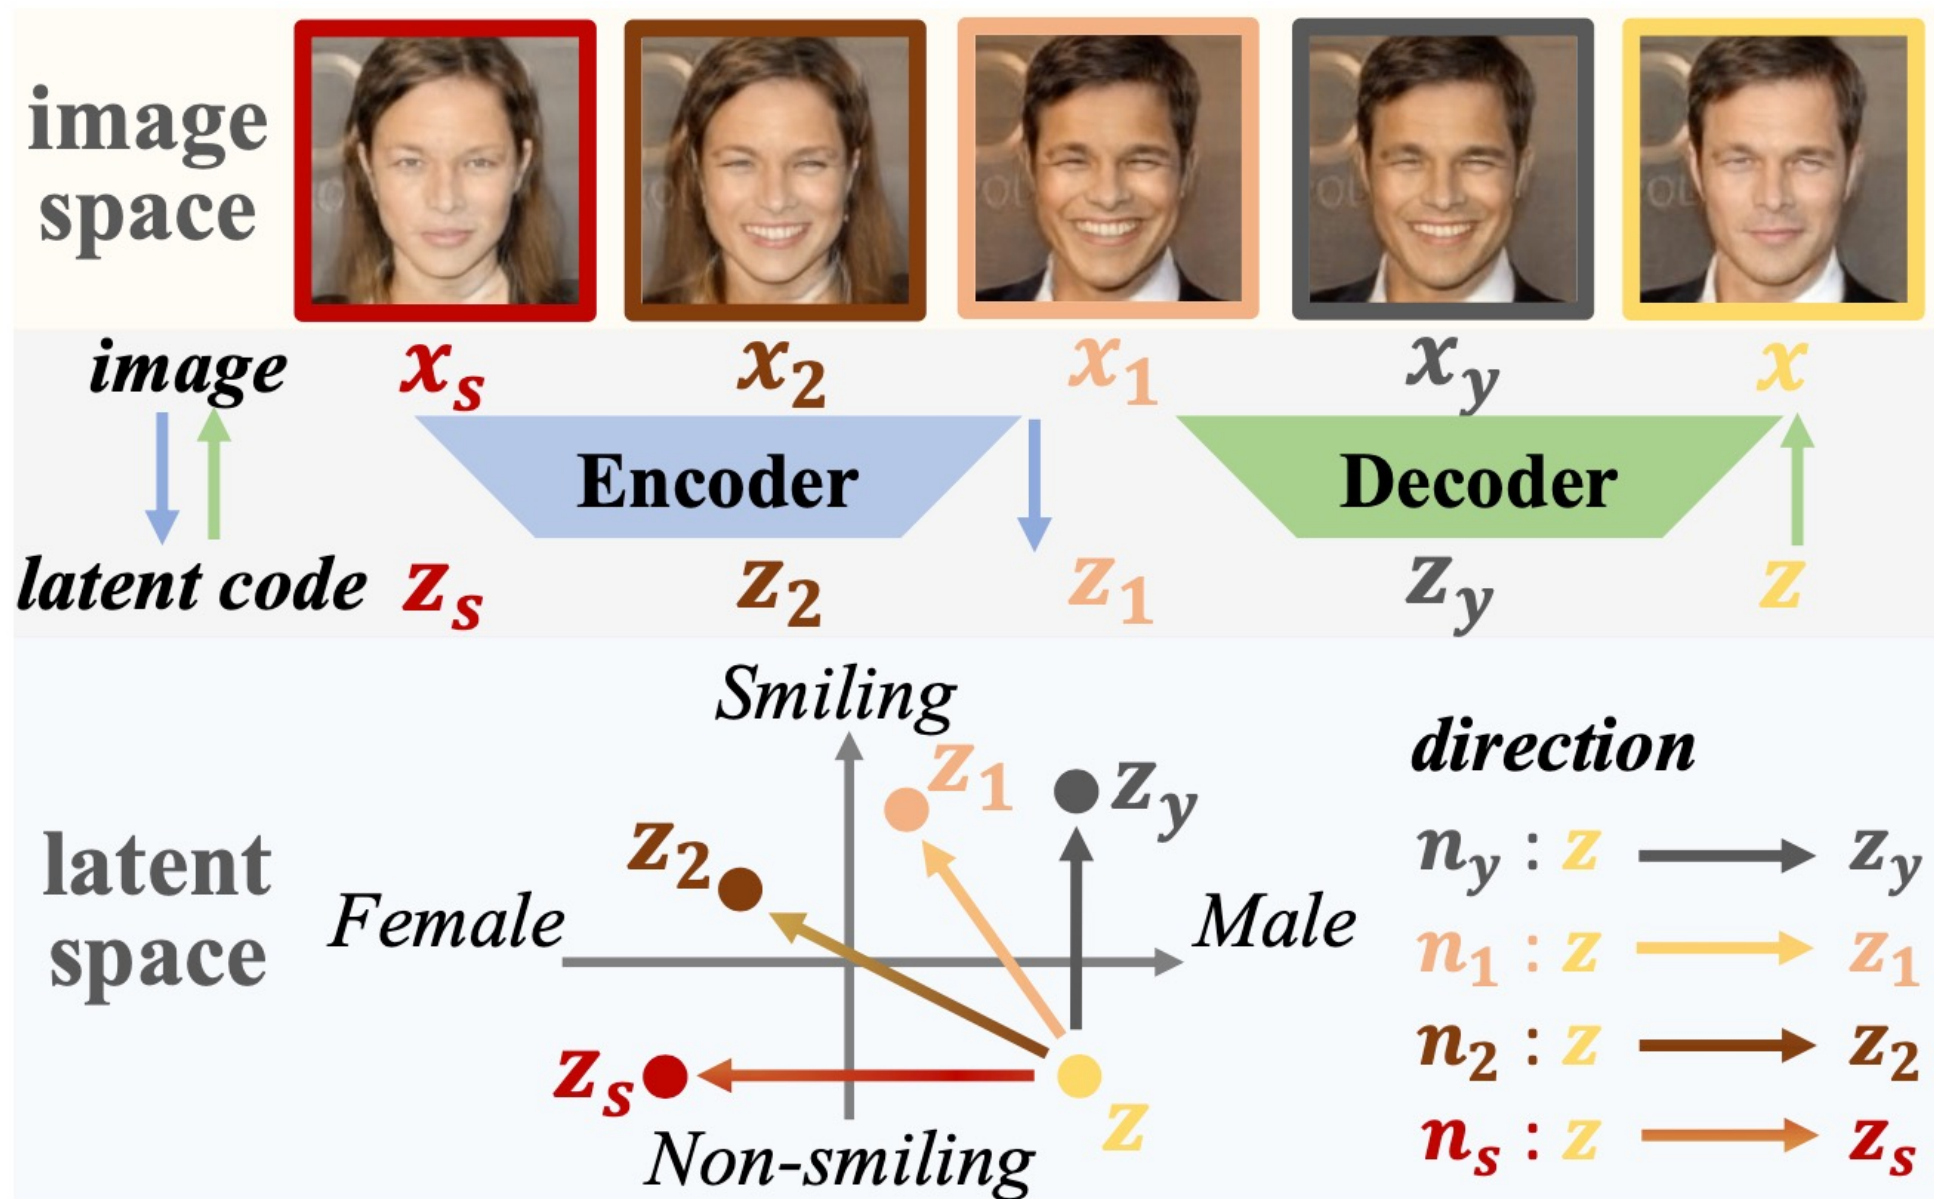 image
space
image x_s x_2 x_1 x_y x
Encoder Decoder
latent code z_s z_2 z_1 z_y z
Smiling
direction
z_1 z_y
n_y : z z_y
z_2
latent
space
Female Male
n_1 : z z_1
n_2 : z z_2
z_s z
n_s : z z_s
Non-smiling